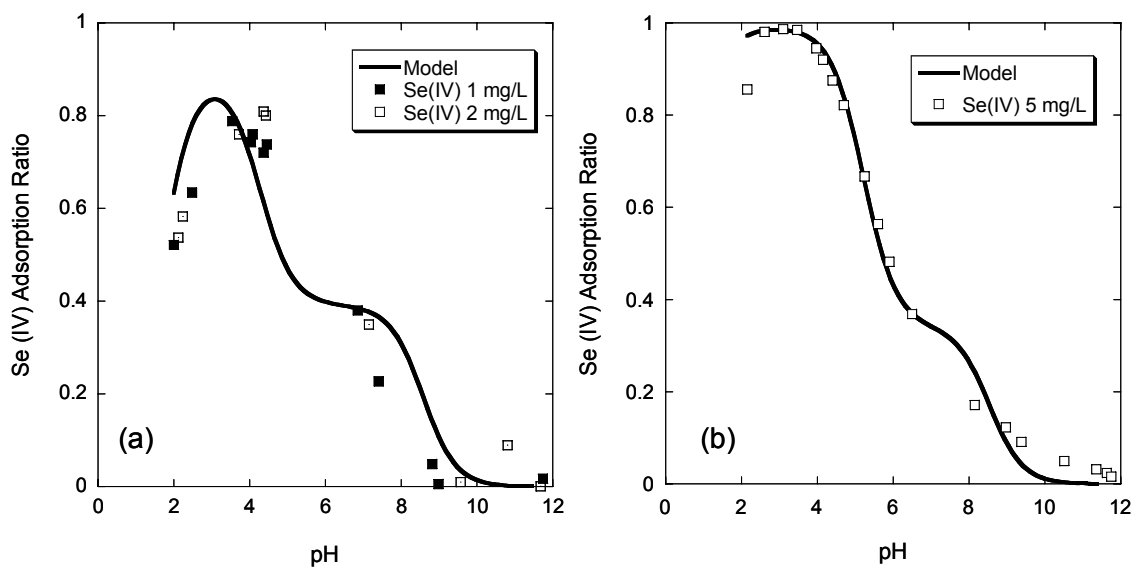 1
0.8
0.6
0.4
0.2
0
Se (IV) Adsorption Ratio
Model
Se(IV) 1 mg/L
Se(IV) 2 mg/L
(a)
0 2 4 6 8 10 12
pH
1
0.8
0.6
0.4
0.2
0
Se (IV) Adsorption Ratio
Model
Se(IV) 5 mg/L
(b)
0 2 4 6 8 10 12
pH